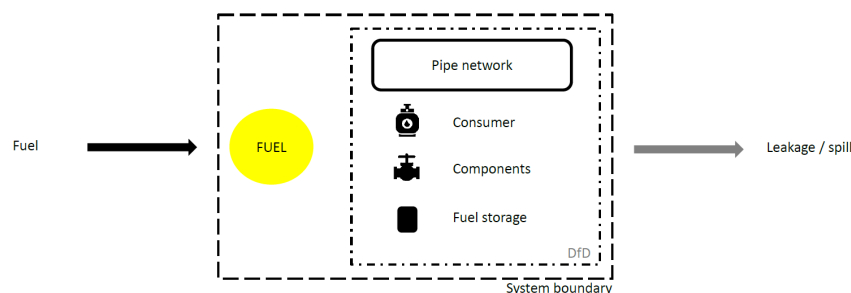 Pipe network
Consumer
Fuel
FUEL
Leakage / spill
Components
Fuel storage
DfD
System boundary